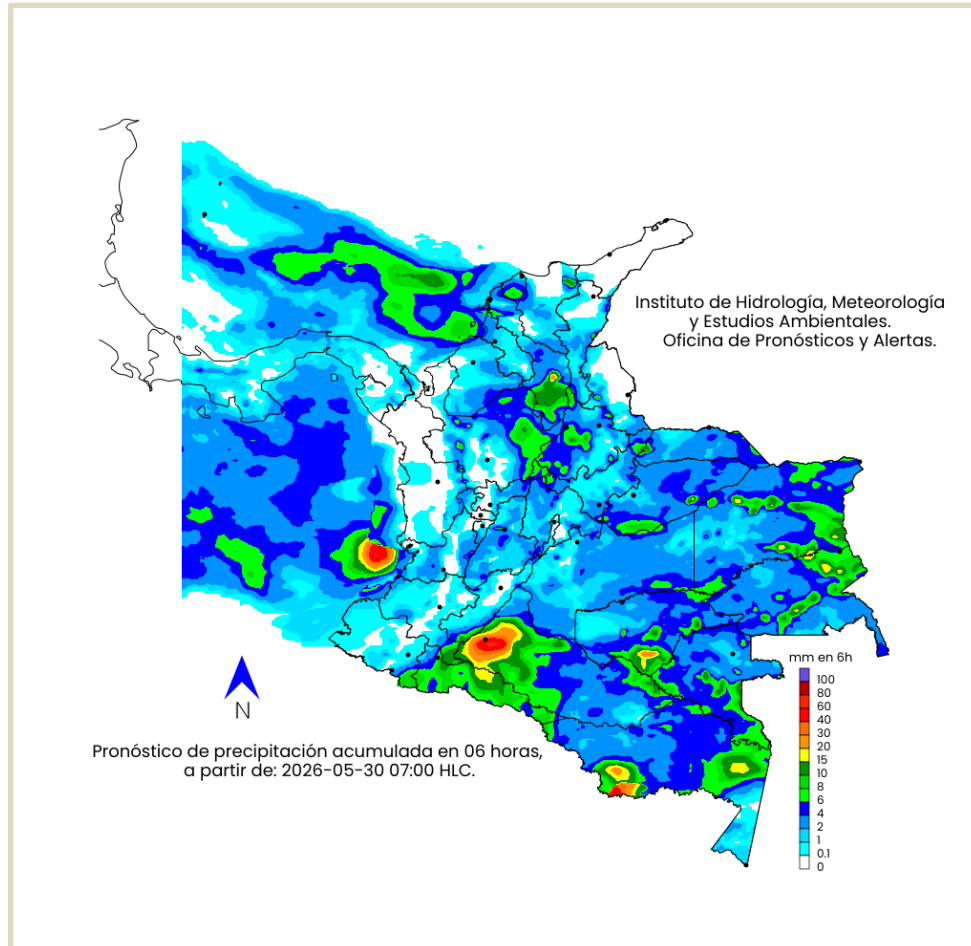 Instituto de Hidrología, Meteorología
y Estudios Ambientales.
Oficina de Pronósticos y Alertas.
mm en 6h
100
80
60
40
30
20
15
10
8
6
4
2
1
0.1
0
N
Pronóstico de precipitación acumulada en 06 horas,
a partir de: 2026-05-30 07:00 HLC.